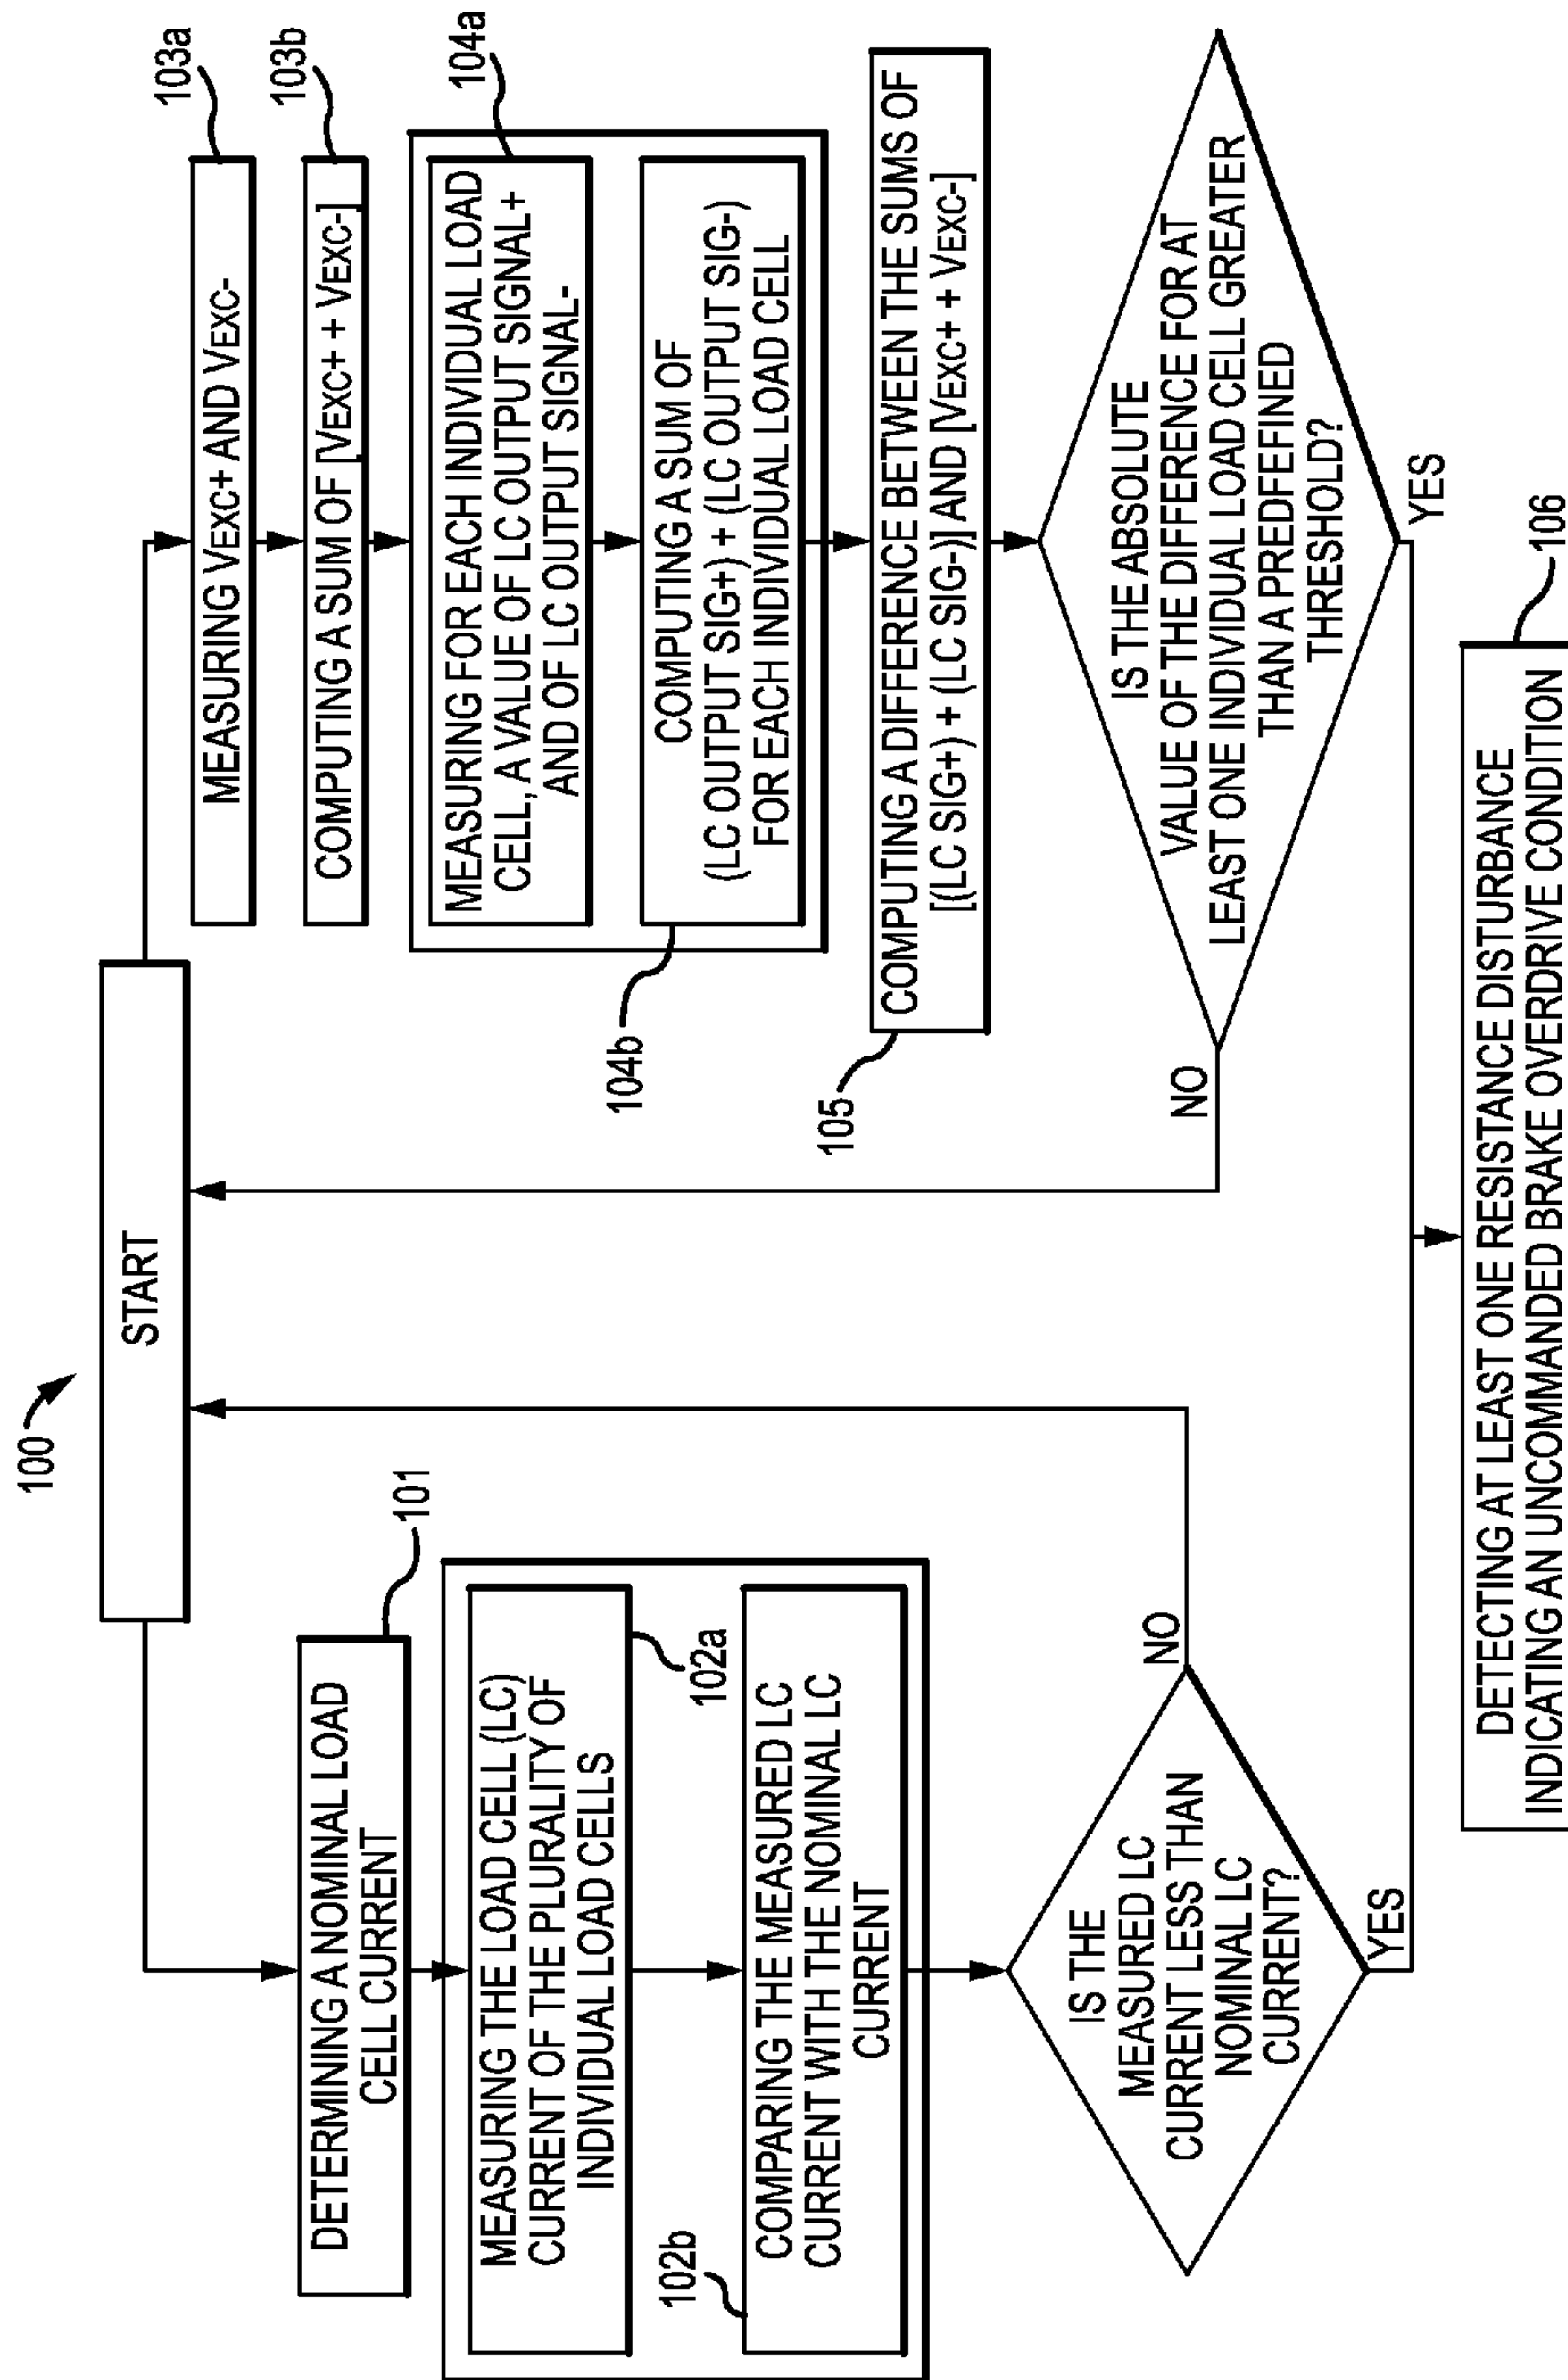 100
START
DETERMINING A NOMINAL LOAD
CELL CURRENT
101
MEASURING THE LOAD CELL (LC)
CURRENT OF THE PLURALITY OF
INDIVIDUAL LOAD CELLS
102a
COMPARING THE MEASURED LC
CURRENT WITH THE NOMINAL LC
CURRENT
102b
IS THE
MEASURED LC
CURRENT LESS THAN
NOMINAL LC
CURRENT?
NO
YES
MEASURING VEXC+ AND VEXC-
103a
COMPUTING A SUM OF [VEXC+ + VEXC-]
103b
MEASURING FOR EACH INDIVIDUAL LOAD
CELL, A VALUE OF LC OUTPUT SIGNAL+
AND OF LC OUTPUT SIGNAL-
104a
COMPUTING A SUM OF
(LC OUTPUT SIG+) + (LC OUTPUT SIG-)
FOR EACH INDIVIDUAL LOAD CELL
104b
COMPUTING A DIFFERENCE BETWEEN THE SUMS OF
[(LC SIG+) + (LC SIG-)] AND [VEXC+ + VEXC-]
105
IS THE ABSOLUTE
VALUE OF THE DIFFERENCE FOR AT
LEAST ONE INDIVIDUAL LOAD CELL GREATER
THAN A PREDFEFINED
THRESHOLD?
NO
YES
DETECTING AT LEAST ONE RESISTANCE DISTURBANCE
INDICATING AN UNCOMMANDED BRAKE OVERDRIVE CONDITION
106